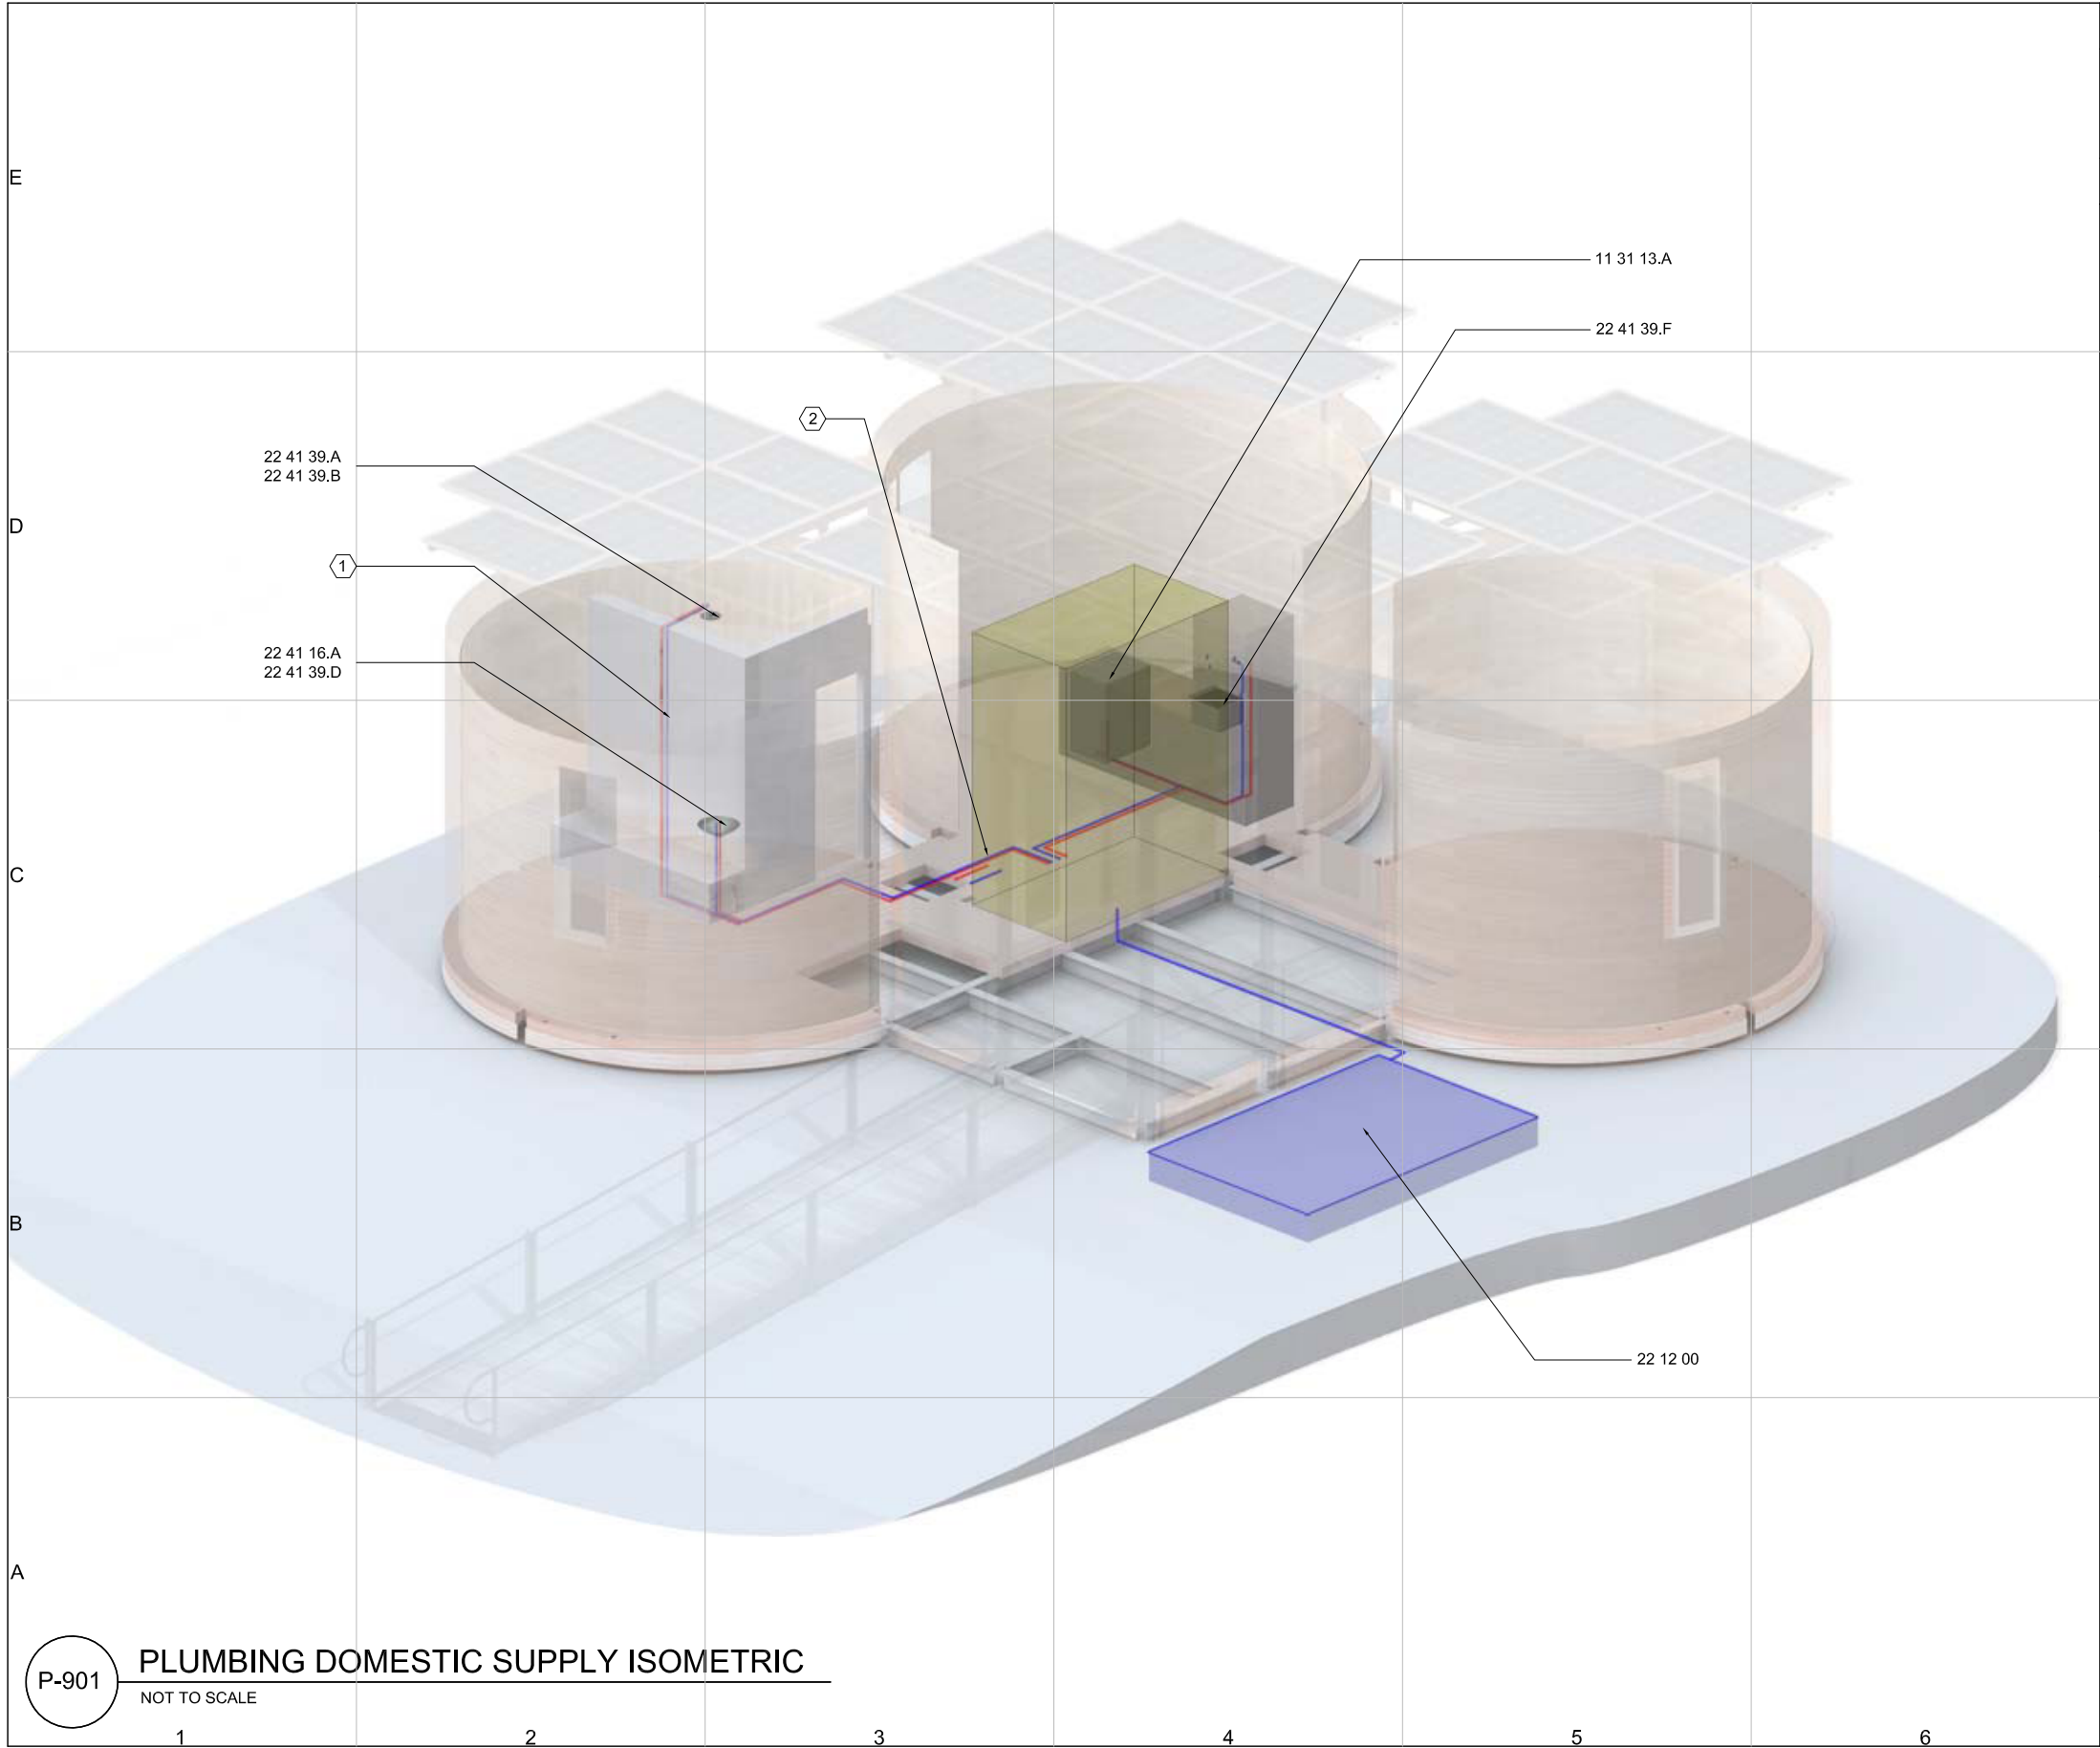 E
11 31 13.A
22 41 39.F
2
22 41 39.A
22 41 39.B
D
1
22 41 16.A
22 41 39.D
C
B
22 12 00
A
P-901
PLUMBING DOMESTIC SUPPLY ISOMETRIC
NOT TO SCALE
1 2 3 4 5 6